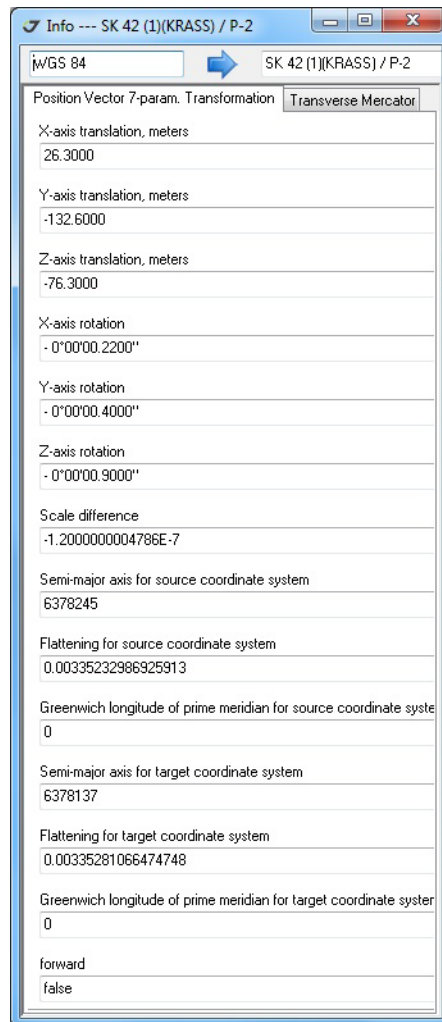 Info --- SK 42 (1)(KRASS) / P-2
WGS 84
SK 42 (1)(KRASS) / P-2
Position Vector 7-param. Transformation
Transverse Mercator
X-axis translation, meters
26.3000
Y-axis translation, meters
-132.6000
Z-axis translation, meters
-76.3000
X-axis rotation
- 0°00'00.2200"
Y-axis rotation
- 0°00'00.4000"
Z-axis rotation
- 0°00'00.9000"
Scale difference
-1.2000000004786E-7
Semi-major axis for source coordinate system
6378245
Flattening for source coordinate system
0.00335232986925913
Greenwich longitude of prime meridian for source coordinate syste
0
Semi-major axis for target coordinate system
6378137
Flattening for target coordinate system
0.00335281066474748
Greenwich longitude of prime meridian for target coordinate syster
0
forward
false